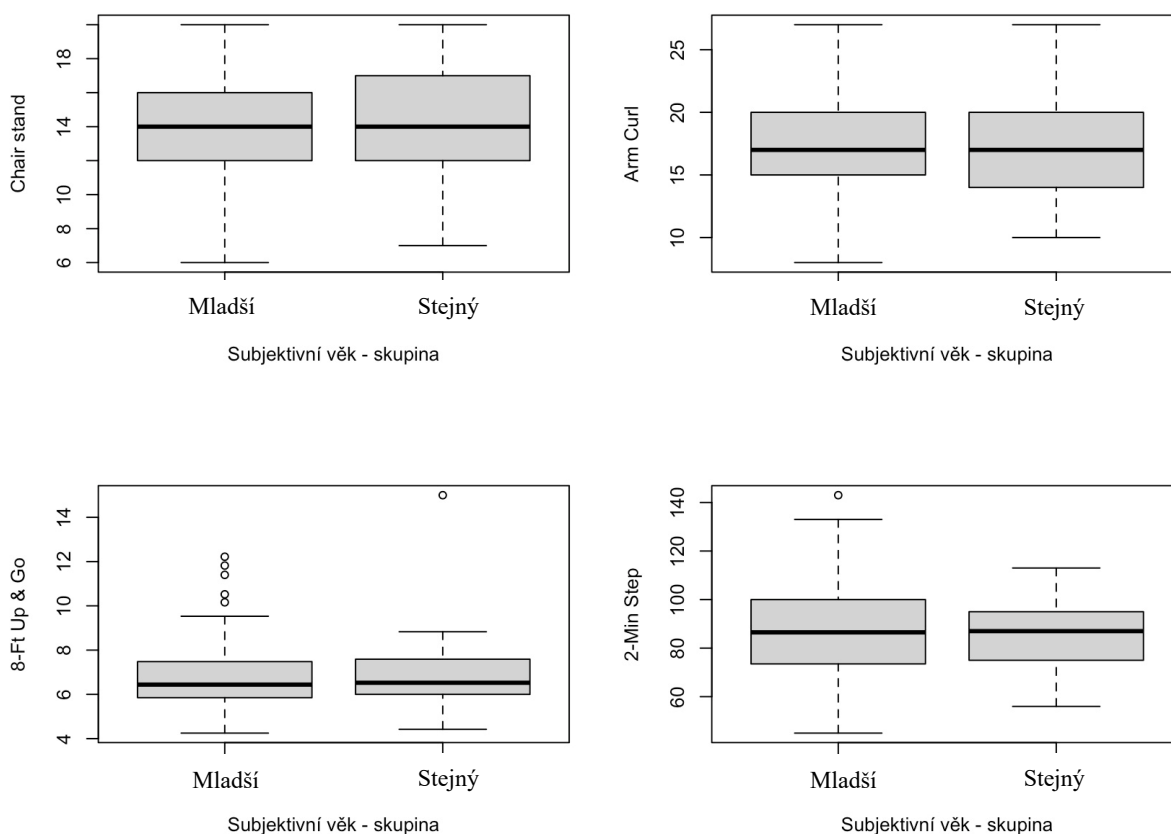 Chair stand
18
14
10
8
6
Mladší Stejný
Subjektivní věk - skupina
Arm Curl
25
20
15
10
Mladší Stejný
Subjektivní věk - skupina
8-Ft Up & Go
14
12
10
8
6
4
Mladší Stejný
Subjektivní věk - skupina
2-Min Step
140
120
100
80
60
Mladší Stejný
Subjektivní věk - skupina